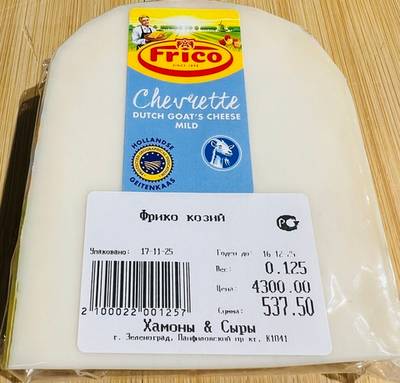 Frico
SINCE 1898
Chevrette
DUTCH GOAT'S CHEESE
MILD
HOLLANDSE
GEITENKAAS
Фрико козий
Упаковано: 17-11-25
Годен до: 16-12-25
Вес: 0.125
Цена: 4300.00
Сумма: 537.50
2 100022 001257
Хамоны & Сыры
г. Зеленоград, Панфиловский пр кт, К1041